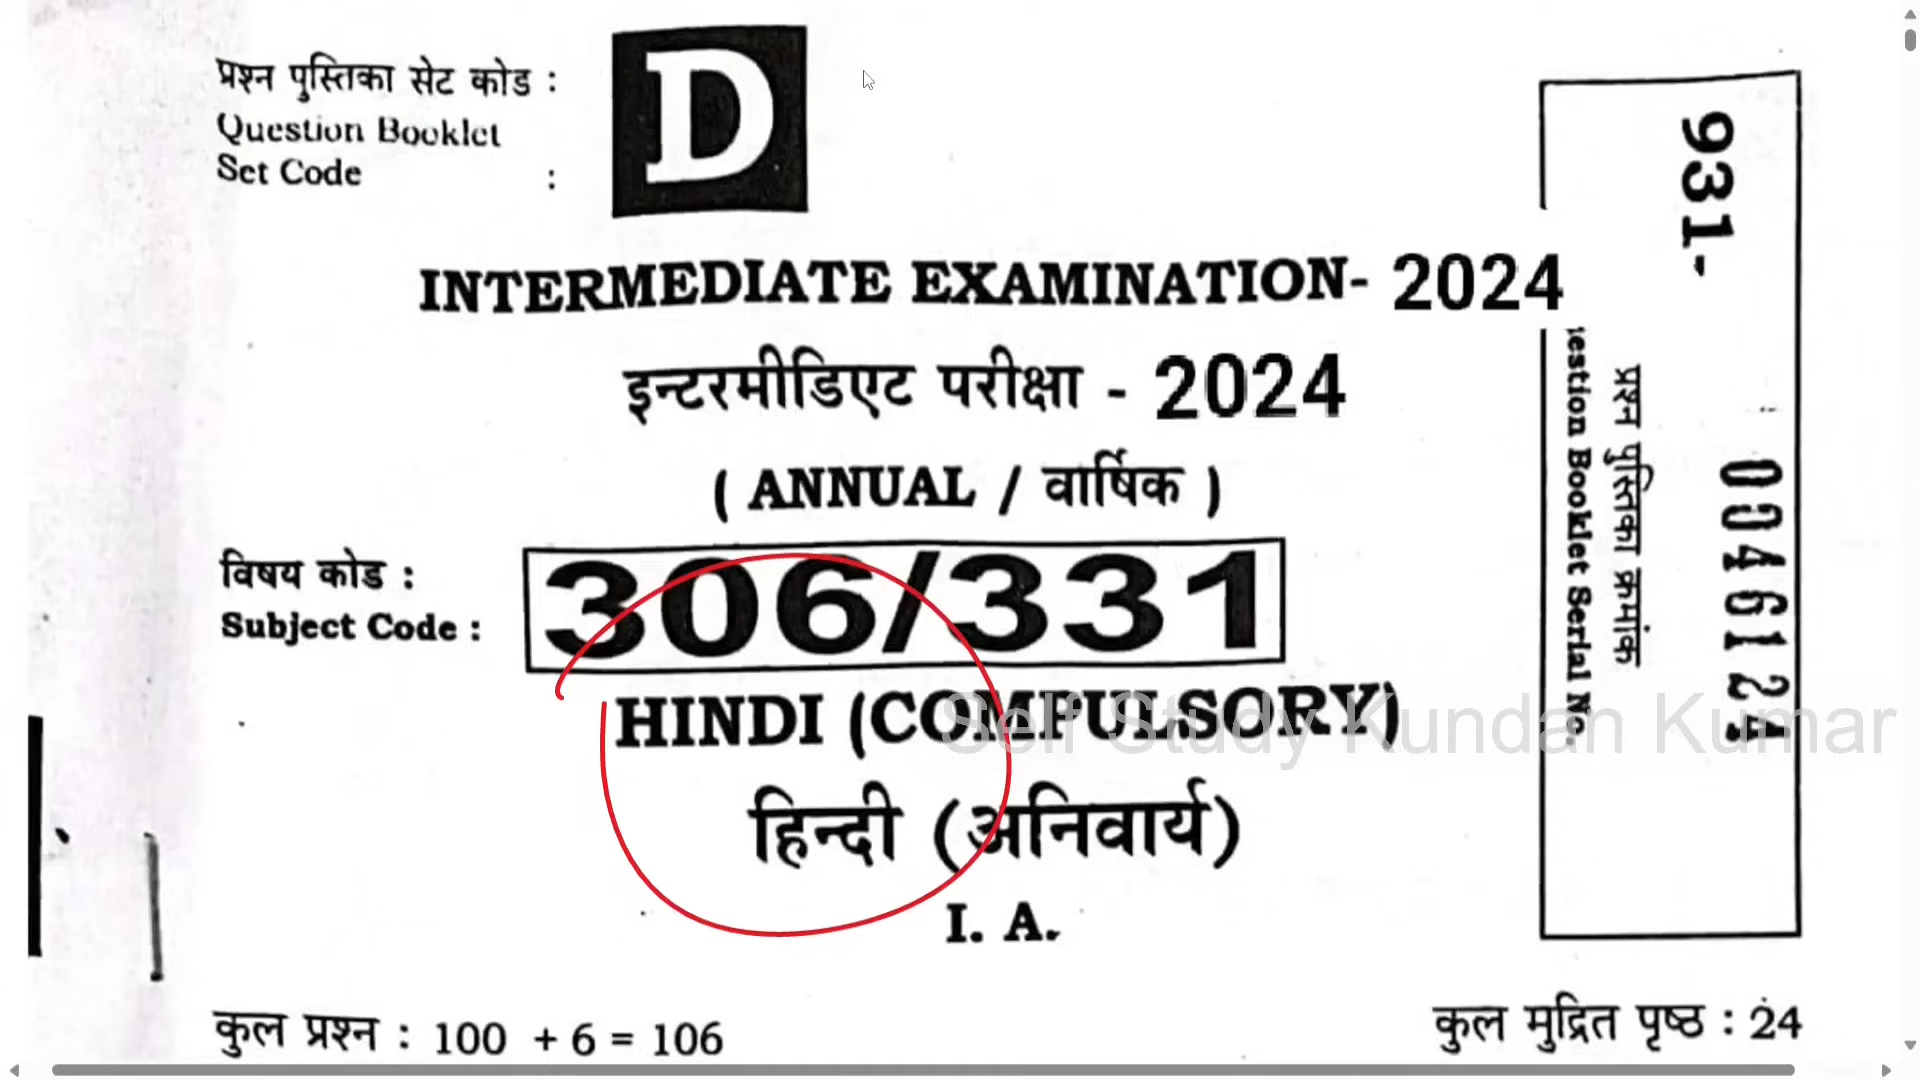 प्रश्न पुस्तिका सेट कोड :
Question Booklet
Set Code :
D
INTERMEDIATE EXAMINATION- 2024
इन्टरमीडिएट परीक्षा - 2024
( ANNUAL / वार्षिक )
विषय कोड :
Subject Code :
306/331
HINDI (COMPULSORY)
हिन्दी (अनिवार्य)
I. A.
कुल प्रश्न : 100 + 6 = 106
कुल मुद्रित पृष्ठ : 24
931-
प्रश्न पुस्तिका क्रमांक
estion Booklet Serial No.
0046124
Self Study Kundan Kumar